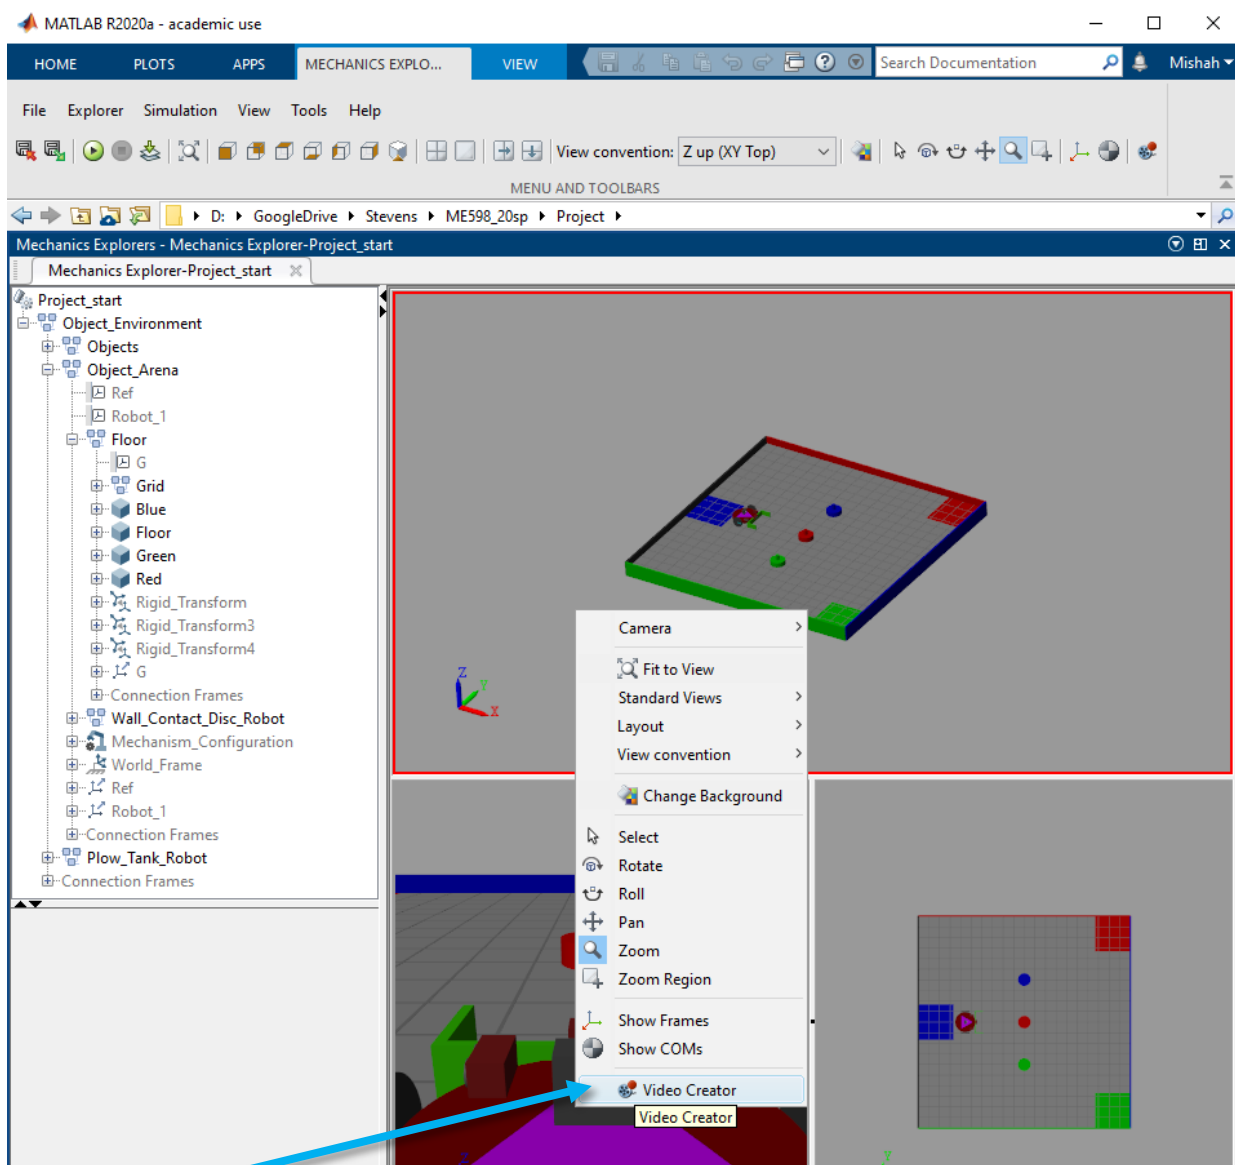 MATLAB R2020a - academic use
HOME PLOTS APPS MECHANICS EXPLO... VIEW Search Documentation Mishah
File Explorer Simulation View Tools Help
View convention: Z up (XY Top)
MENU AND TOOLBARS
D: GoogleDrive Stevens ME598_20sp Project
Mechanics Explorers - Mechanics Explorer-Project_start
Mechanics Explorer-Project_start
Project_start
Object_Environment
Objects
Object_Arena
Ref
Robot_1
Floor
G
Grid
Blue
Floor
Green
Red
Rigid_Transform
Rigid_Transform3
Rigid_Transform4
G
Connection Frames
Wall_Contact_Disc_Robot
Mechanism_Configuration
World_Frame
Ref
Robot_1
Connection Frames
Plow_Tank_Robot
Connection Frames
Z
Y
X
Camera
Fit to View
Standard Views
Layout
View convention
Change Background
Select
Rotate
Roll
Pan
Zoom
Zoom Region
Show Frames
Show COMs
Video Creator
Video Creator
Z
Y